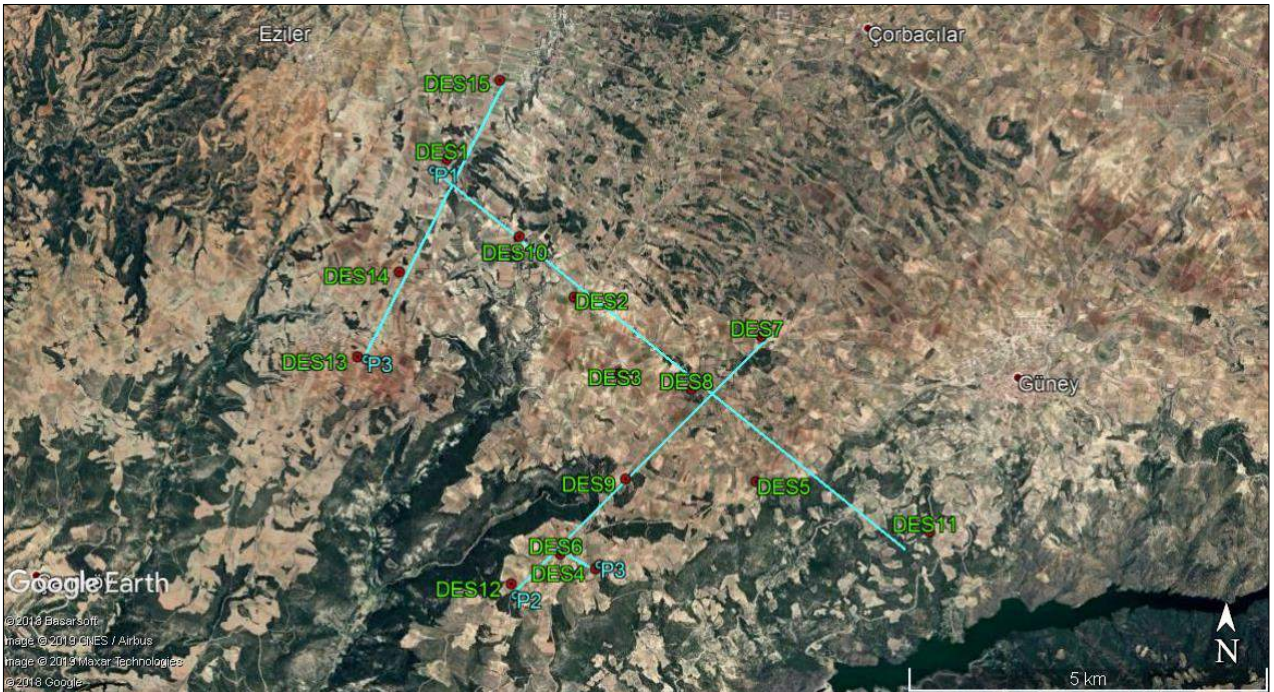 Eziler
Çorbacılar
DES15
DES1
P1
DES10
DES14
DES2
DES7
DES13
P3
DES3
DES8
Güney
DES9
DES5
DES11
DES6
DES4
P3
DES12
P2
Google Earth
©2018 Basarsoft
Image ©2019 CNES / Airbus
Image ©2019 Maxar Technologies
©2018 Google
N
5 km